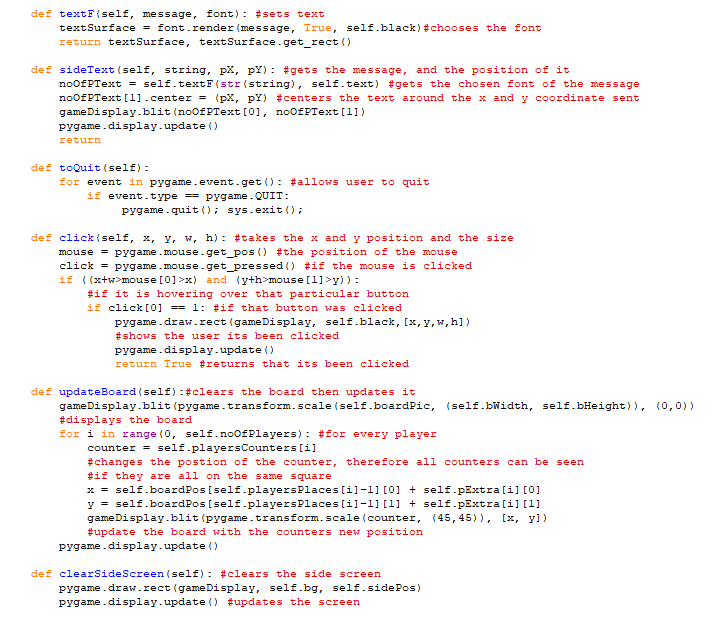 def textF(self, message, font): #sets text
textSurface = font.render(message, True, self.black)#chooses the font
return textSurface, textSurface.get_rect()
def sideText(self, string, pX, pY): #gets the message, and the position of it
noOfPText = self.textF(str(string), self.text) #gets the chosen font of the message
noOfPText[1].center = (pX, pY) #centers the text around the x and y coordinate sent
gameDisplay.blit(noOfPText[0], noOfPText[1])
pygame.display.update()
return
def toQuit(self):
for event in pygame.event.get(): #allows user to quit
if event.type == pygame.QUIT:
pygame.quit(); sys.exit();
def click(self, x, y, w, h): #takes the x and y position and the size
mouse = pygame.mouse.get_pos() #the position of the mouse
click = pygame.mouse.get_pressed() #if the mouse is clicked
if ((x+w>mouse[0]>x) and (y+h>mouse[1]>y)):
#if it is hovering over that particular button
if click[0] == 1: #if that button was clicked
pygame.draw.rect(gameDisplay, self.black,[x,y,w,h])
#shows the user its been clicked
pygame.display.update()
return True #returns that its been clicked
def updateBoard(self):#clears the board then updates it
gameDisplay.blit(pygame.transform.scale(self.boardPic, (self.bWidth, self.bHeight)), (0,0))
#displays the board
for i in range(0, self.noOfPlayers): #for every player
counter = self.playersCounters[i]
#changes the postion of the counter, therefore all counters can be seen
#if they are all on the same square
x = self.boardPos[self.playersPlaces[i]-1][0] + self.pExtra[i][0]
y = self.boardPos[self.playersPlaces[i]-1][1] + self.pExtra[i][1]
gameDisplay.blit(pygame.transform.scale(counter, (45,45)), [x, y])
#update the board with the counters new position
pygame.display.update()
def clearSideScreen(self): #clears the side screen
pygame.draw.rect(gameDisplay, self.bg, self.sidePos)
pygame.display.update() #updates the screen